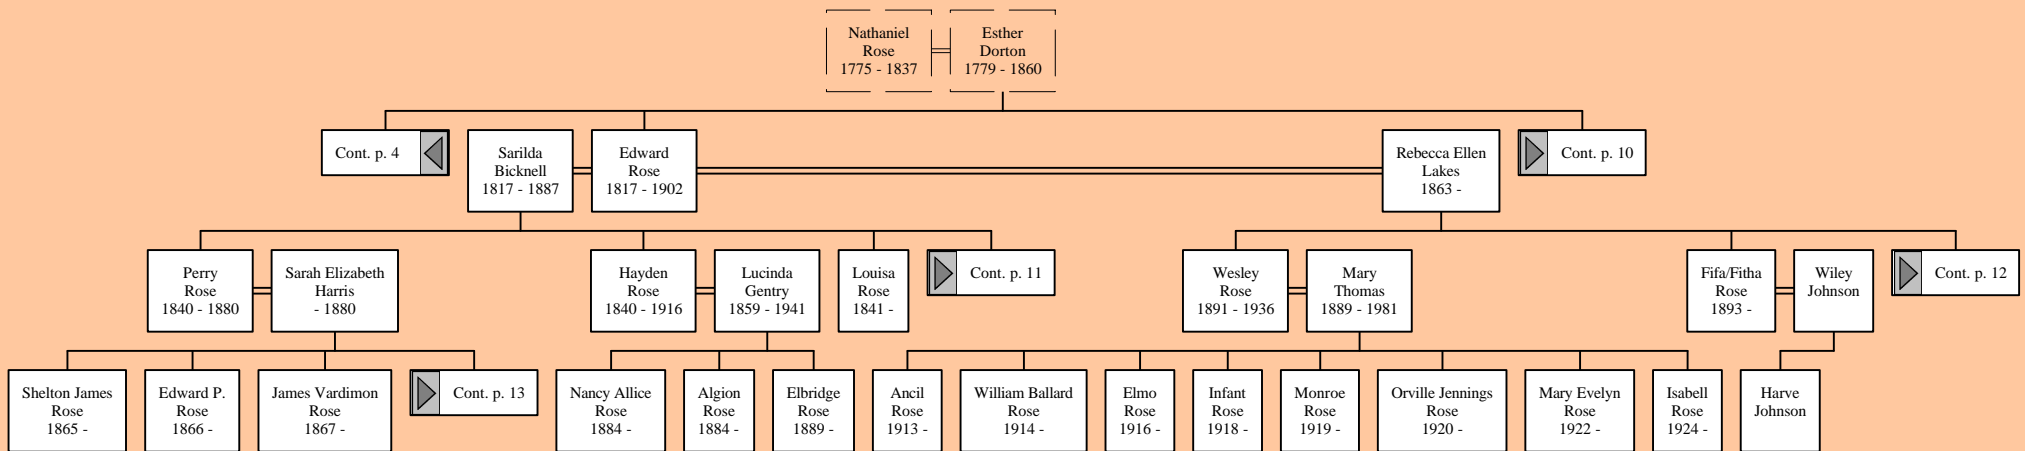 Nathaniel
Rose
1775 - 1837
Esther
Dorton
1779 - 1860
Cont. p. 4
Sarilda
Bicknell
1817 - 1887
Edward
Rose
1817 - 1902
Rebecca Ellen
Lakes
1863 -
Cont. p. 10
Perry
Rose
1840 - 1880
Sarah Elizabeth
Harris
- 1880
Hayden
Rose
1840 - 1916
Lucinda
Gentry
1859 - 1941
Louisa
Rose
1841 -
Cont. p. 11
Wesley
Rose
1891 - 1936
Mary
Thomas
1889 - 1981
Fifa/Fitha
Rose
1893 -
Wiley
Johnson
Cont. p. 12
Shelton James
Rose
1865 -
Edward P.
Rose
1866 -
James Vardimon
Rose
1867 -
Cont. p. 13
Nancy Allice
Rose
1884 -
Algion
Rose
1884 -
Elbridge
Rose
1889 -
Ancil
Rose
1913 -
William Ballard
Rose
1914 -
Elmo
Rose
1916 -
Infant
Rose
1918 -
Monroe
Rose
1919 -
Orville Jennings
Rose
1920 -
Mary Evelyn
Rose
1922 -
Isabell
Rose
1924 -
Harve
Johnson